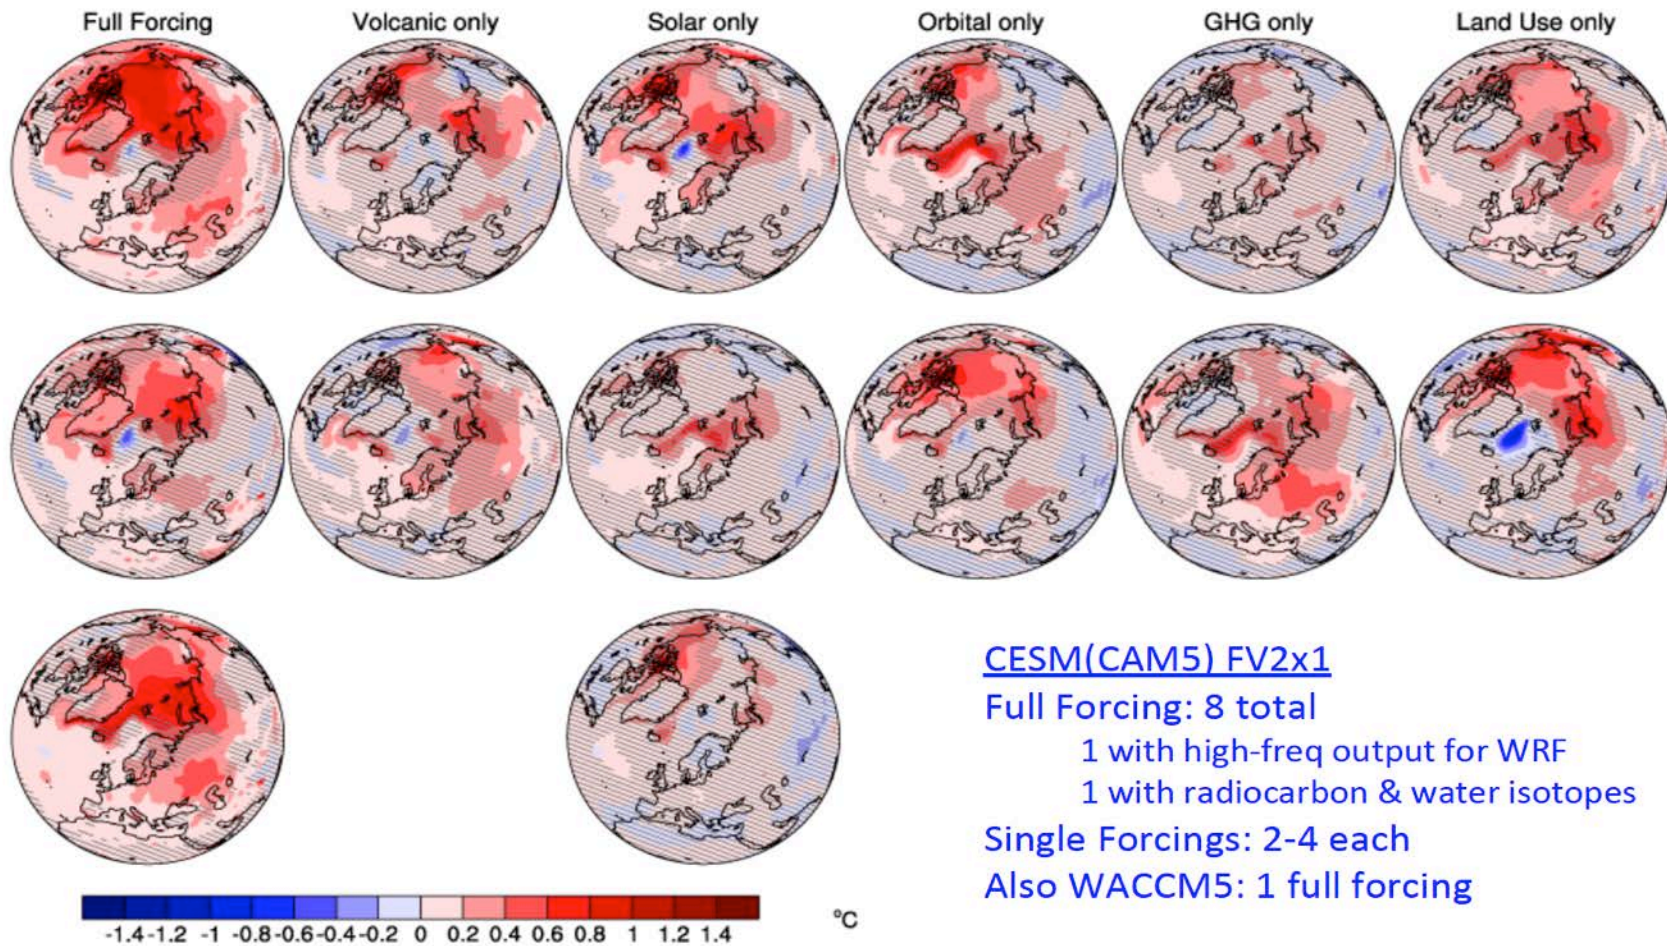 Full Forcing Volcanic only Solar only Orbital only GHG only Land Use only
CESM(CAM5) FV2x1
Full Forcing: 8 total
1 with high-freq output for WRF
1 with radiocarbon & water isotopes
Single Forcings: 2-4 each
Also WACCM5: 1 full forcing
-1.4 -1.2 -1 -0.8 -0.6 -0.4 -0.2 0 0.2 0.4 0.6 0.8 1 1.2 1.4
°C